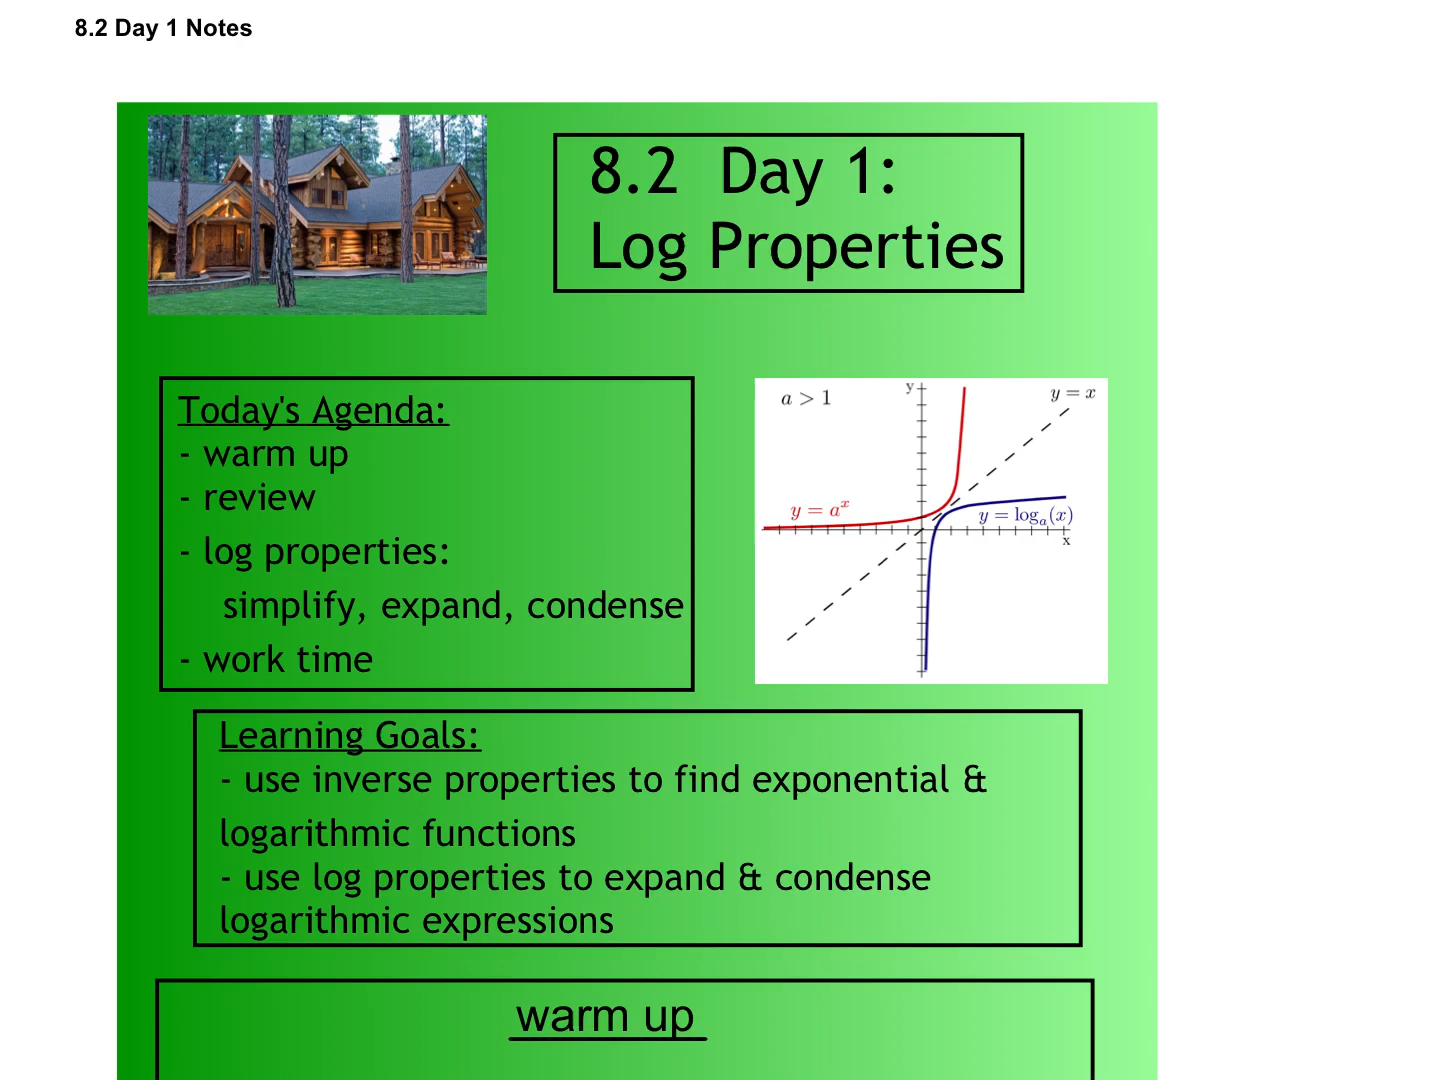 8.2 Day 1 Notes
8.2 Day 1:
Log Properties
Today's Agenda:
- warm up
- review
- log properties:
simplify, expand, condense
- work time
a > 1
y
y = x
y = aˣ
y = logₐ(x)
x
Learning Goals:
- use inverse properties to find exponential &
logarithmic functions
- use log properties to expand & condense
logarithmic expressions
warm up